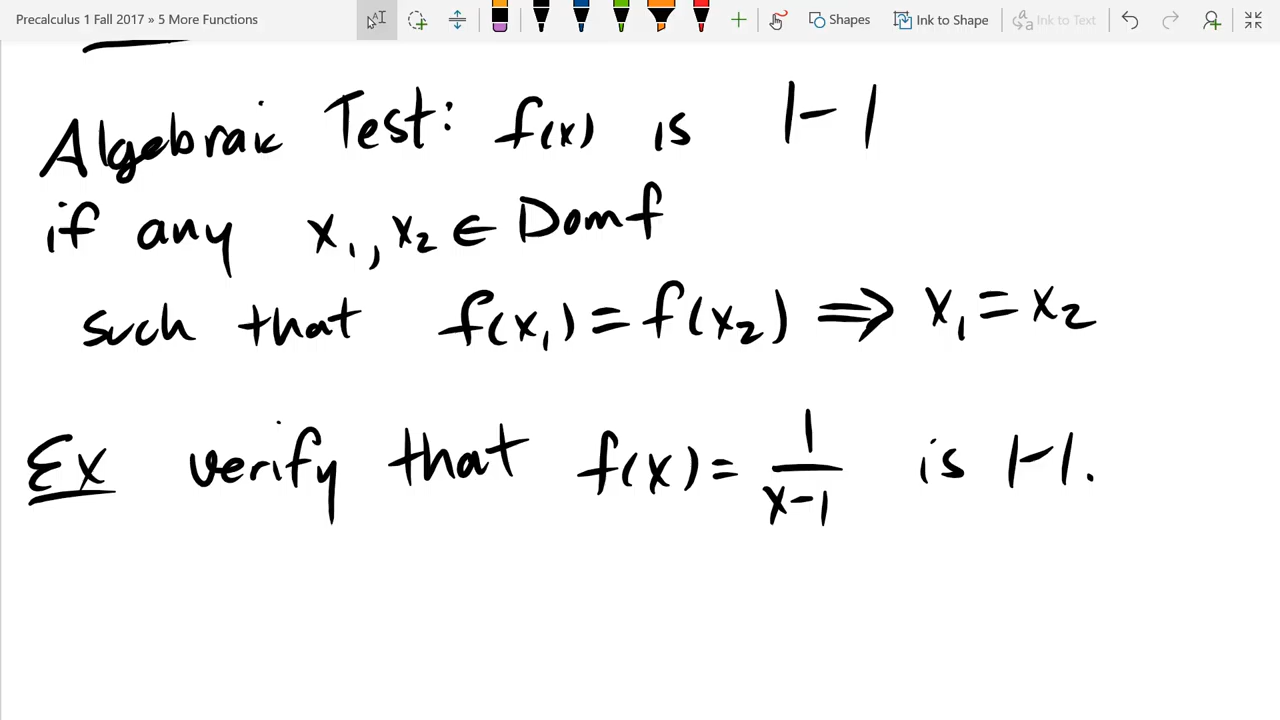 Precalculus 1 Fall 2017 » 5 More Functions
Shapes
Ink to Shape
Ink to Text
Algebraic Test: f(x) is 1-1
if any x₁, x₂ ∈ Dom f
such that f(x₁) = f(x₂) ⇒ x₁ = x₂
Ex verify that f(x) = 1/(x-1) is 1-1.